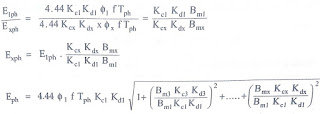 E1ph / Exph = 4.44 Kc1 Kd1 ϕ1 f Tph / 4.44 Kcx Kdx x ϕx f Tph = Kc1 Kd1 Bm1 / Kcx Kdx Bmx
Exph = E1ph · Kcx Kdx Bmx / Kc1 Kd1 Bm1
Eph = 4.44 ϕ1 f Tph Kc1 Kd1 √(1+(Bm3 Kc3 Kd3 / Bm1 Kc1 Kd1)² + .....+ (Bmx Kcx Kdx / Bm1 Kc1 Kd1)²)